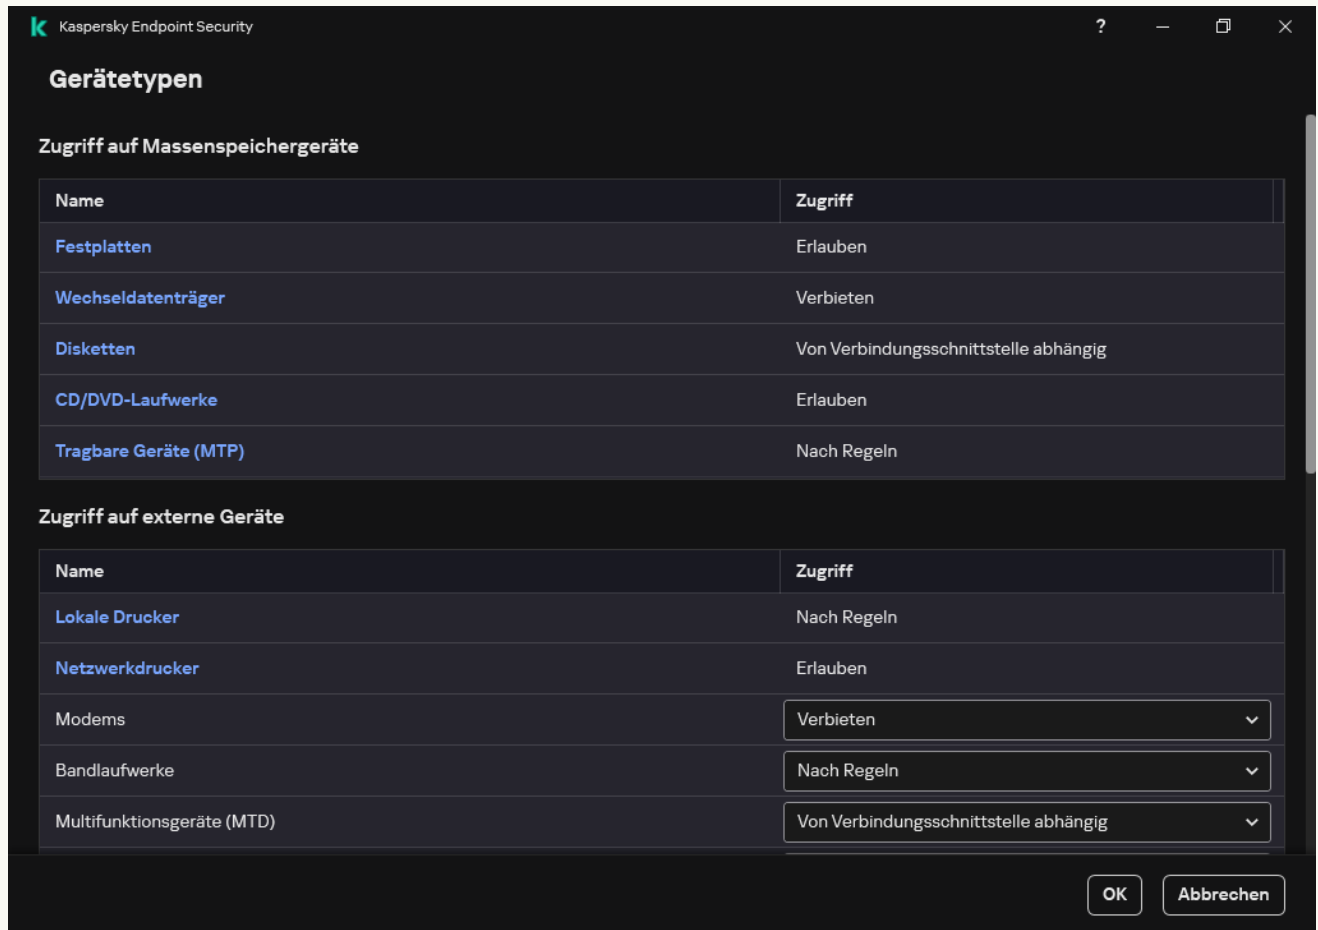 Kaspersky Endpoint Security ?
Gerätetypen
Zugriff auf Massenspeichergeräte
Name Zugriff
Festplatten Erlauben
Wechseldatenträger Verbieten
Disketten Von Verbindungsschnittstelle abhängig
CD/DVD-Laufwerke Erlauben
Tragbare Geräte (MTP) Nach Regeln
Zugriff auf externe Geräte
Name Zugriff
Lokale Drucker Nach Regeln
Netzwerkdrucker Erlauben
Modems Verbieten
Bandlaufwerke Nach Regeln
Multifunktionsgeräte (MTD) Von Verbindungsschnittstelle abhängig
OK Abbrechen